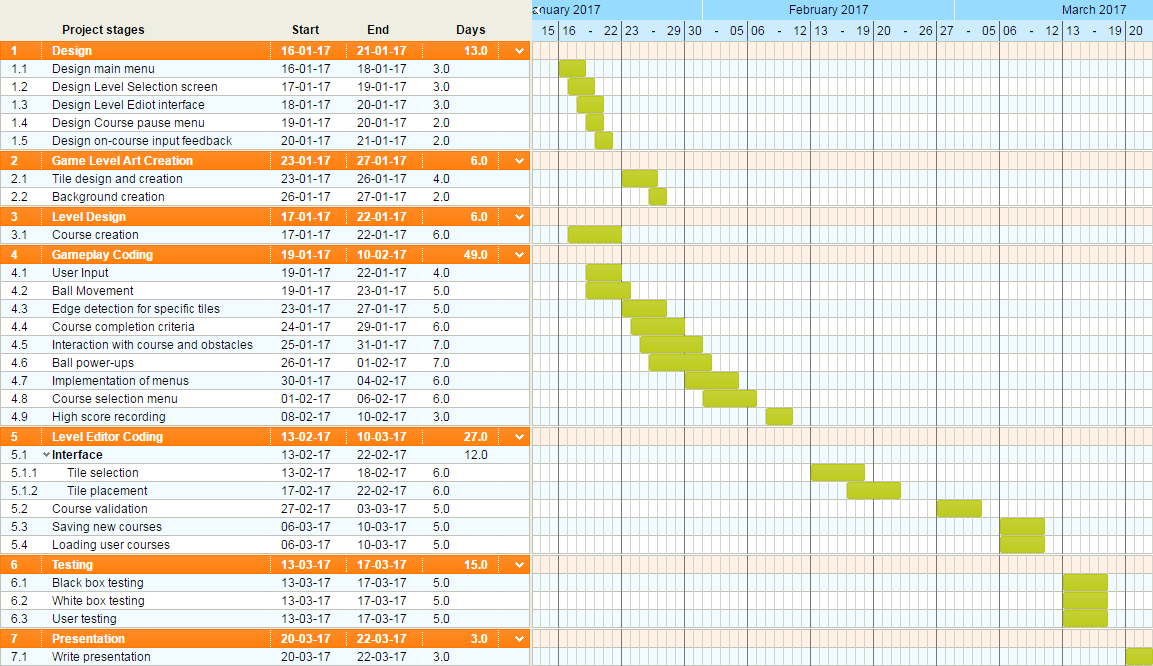 anuary 2017 February 2017 March 2017
Project stages Start End Days 15 16 - 22 23 - 29 30 - 05 06 - 12 13 - 19 20 - 26 27 - 05 06 - 12 13 - 19 20
1 Design 16-01-17 21-01-17 13.0
1.1 Design main menu 16-01-17 18-01-17 3.0
1.2 Design Level Selection screen 17-01-17 19-01-17 3.0
1.3 Design Level Ediot interface 18-01-17 20-01-17 3.0
1.4 Design Course pause menu 19-01-17 20-01-17 2.0
1.5 Design on-course input feedback 20-01-17 21-01-17 2.0
2 Game Level Art Creation 23-01-17 27-01-17 6.0
2.1 Tile design and creation 23-01-17 26-01-17 4.0
2.2 Background creation 26-01-17 27-01-17 2.0
3 Level Design 17-01-17 22-01-17 6.0
3.1 Course creation 17-01-17 22-01-17 6.0
4 Gameplay Coding 19-01-17 10-02-17 49.0
4.1 User Input 19-01-17 22-01-17 4.0
4.2 Ball Movement 19-01-17 23-01-17 5.0
4.3 Edge detection for specific tiles 23-01-17 27-01-17 5.0
4.4 Course completion criteria 24-01-17 29-01-17 6.0
4.5 Interaction with course and obstacles 25-01-17 31-01-17 7.0
4.6 Ball power-ups 26-01-17 01-02-17 7.0
4.7 Implementation of menus 30-01-17 04-02-17 6.0
4.8 Course selection menu 01-02-17 06-02-17 6.0
4.9 High score recording 08-02-17 10-02-17 3.0
5 Level Editor Coding 13-02-17 10-03-17 27.0
5.1 Interface 13-02-17 22-02-17 12.0
5.1.1 Tile selection 13-02-17 18-02-17 6.0
5.1.2 Tile placement 17-02-17 22-02-17 6.0
5.2 Course validation 27-02-17 03-03-17 5.0
5.3 Saving new courses 06-03-17 10-03-17 5.0
5.4 Loading user courses 06-03-17 10-03-17 5.0
6 Testing 13-03-17 17-03-17 15.0
6.1 Black box testing 13-03-17 17-03-17 5.0
6.2 White box testing 13-03-17 17-03-17 5.0
6.3 User testing 13-03-17 17-03-17 5.0
7 Presentation 20-03-17 22-03-17 3.0
7.1 Write presentation 20-03-17 22-03-17 3.0